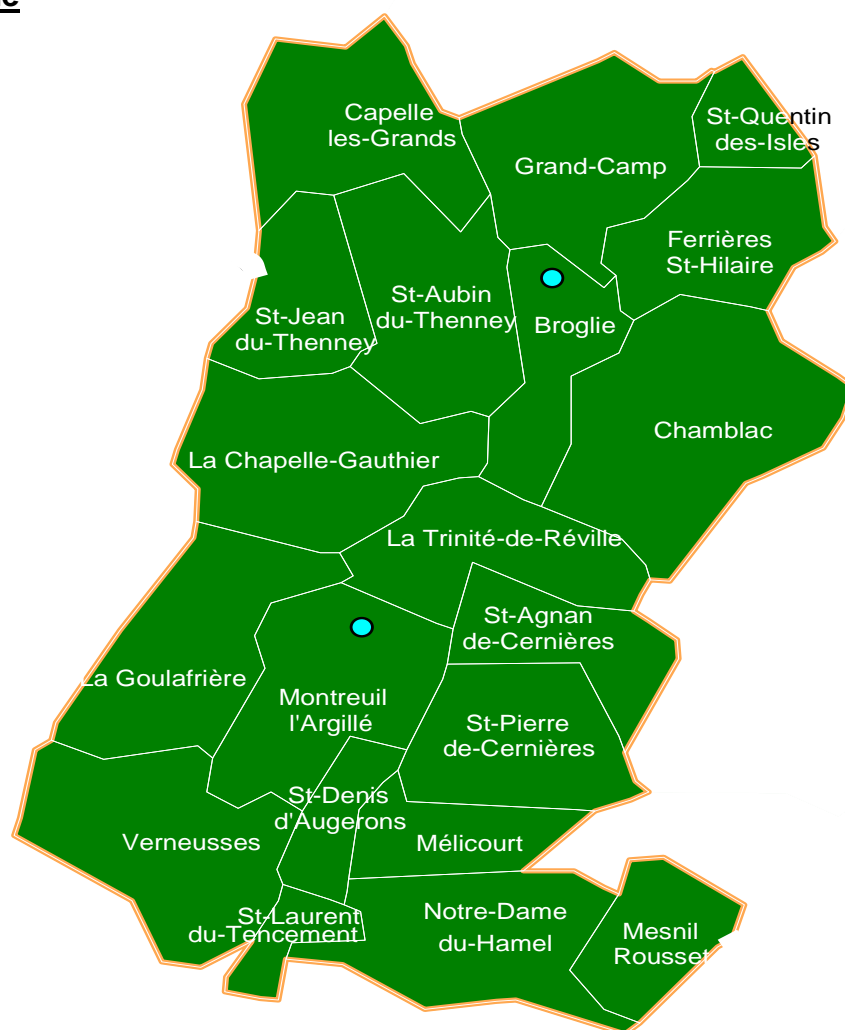 Capelle
les-Grands
St-Quentin
des-Isles
Grand-Camp
Ferrières
St-Hilaire
St-Aubin
du-Thenney
St-Jean
du-Thenney
Broglie
Chamblac
La Chapelle-Gauthier
La Trinité-de-Réville
St-Agnan
de-Cernières
La Goulafrière
Montreuil
l'Argillé
St-Pierre
de-Cernières
St-Denis
d'Augerons
Verneusses
Mélicourt
St-Laurent
du-Tencement
Notre-Dame
du-Hamel
Mesnil
Rousset